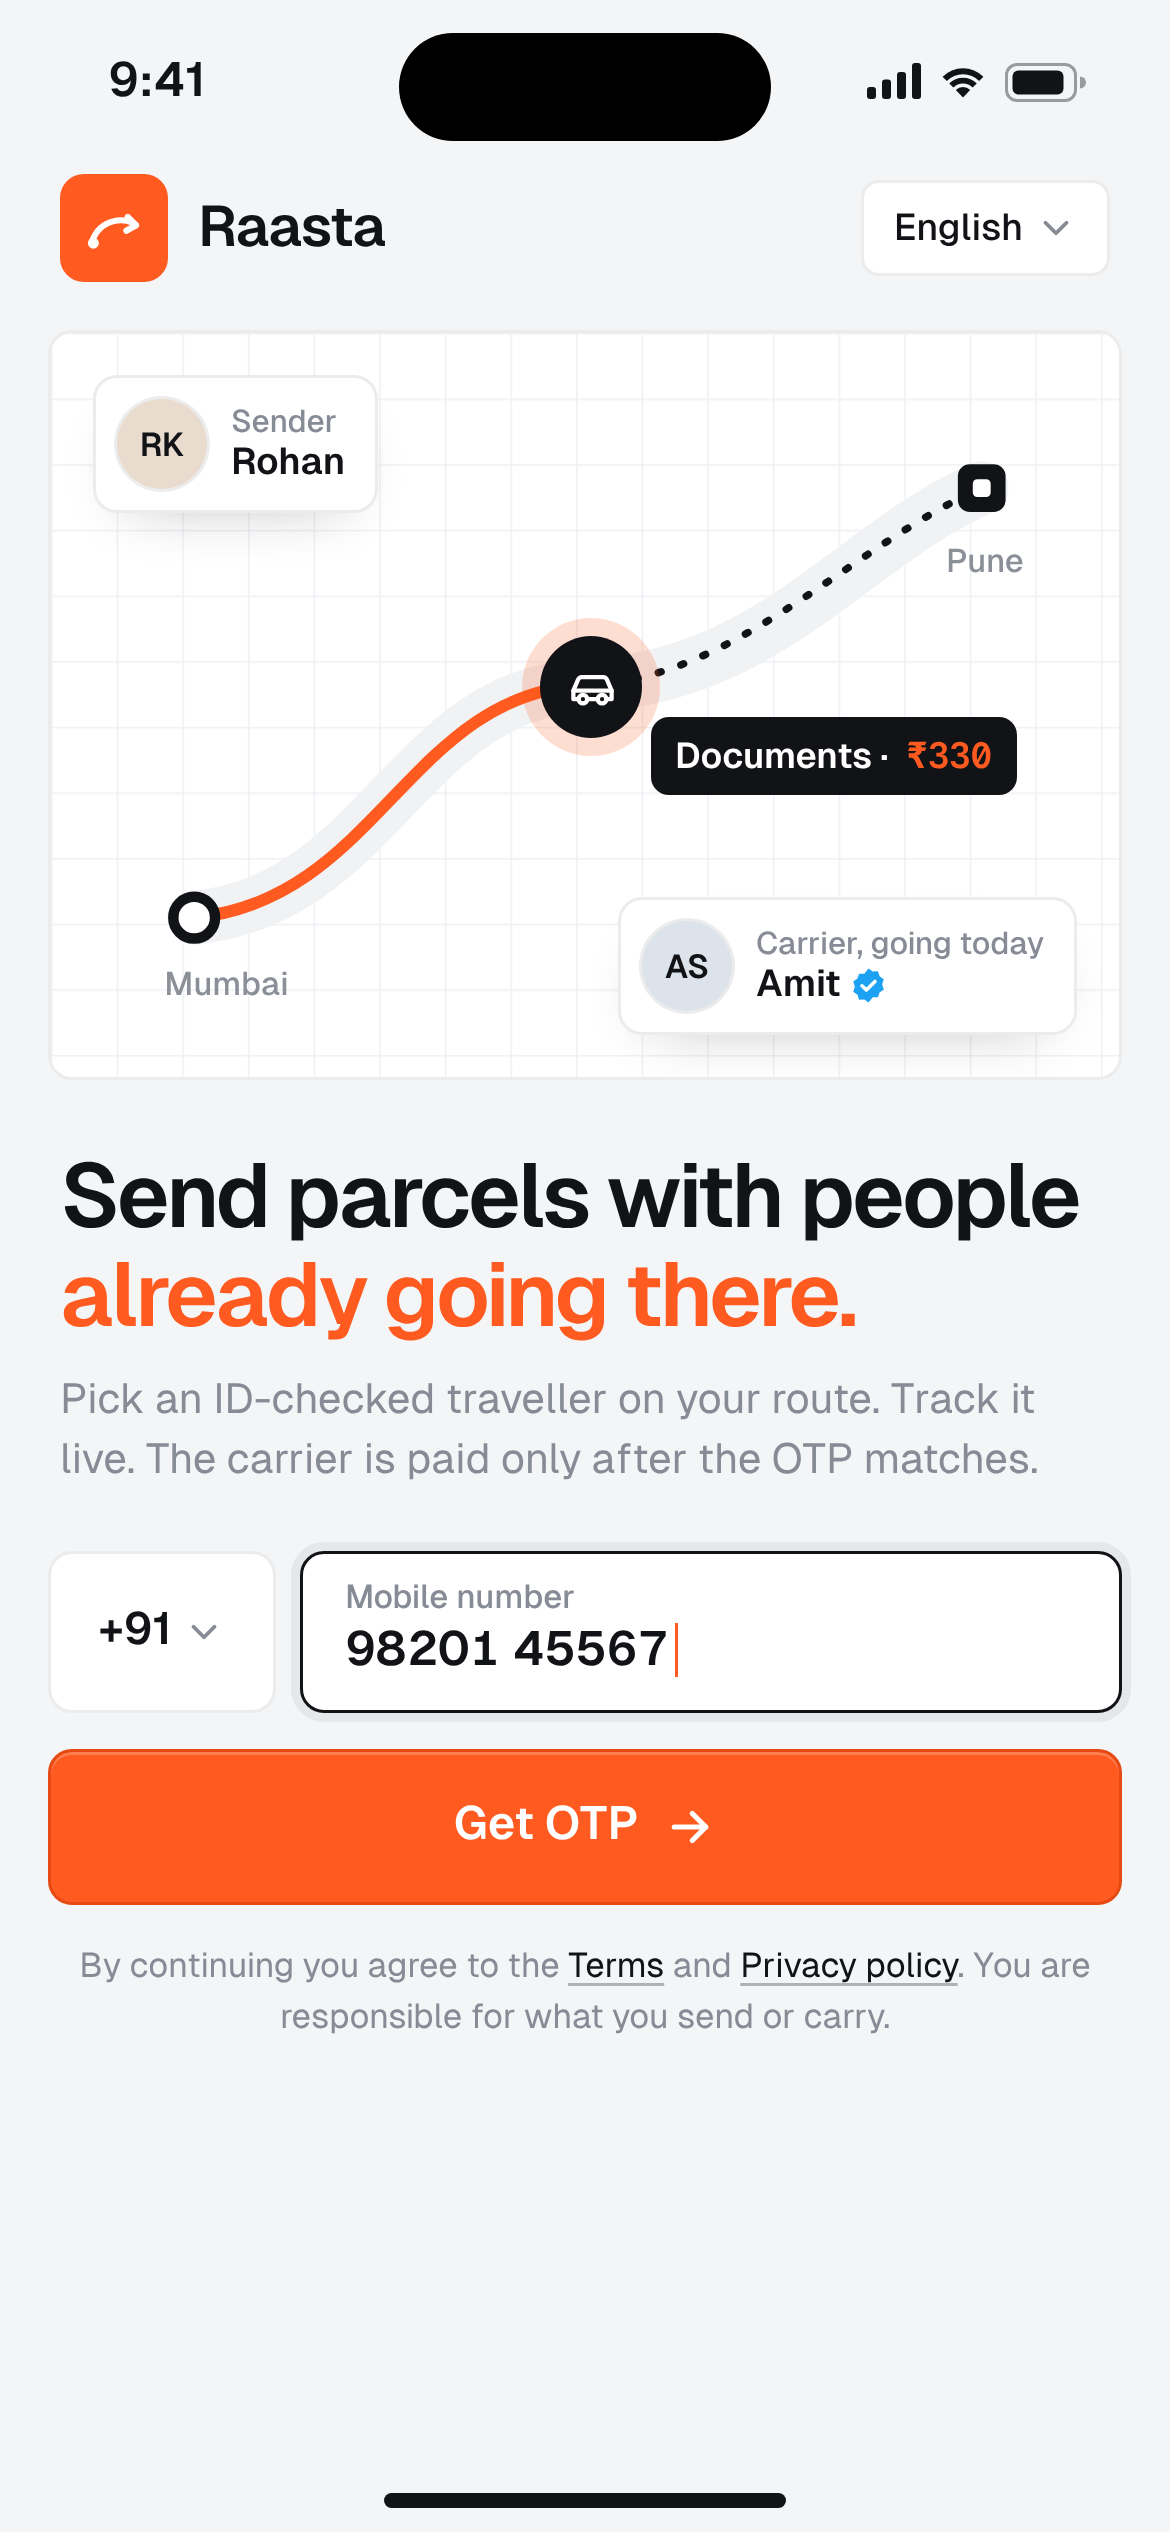 9:41
Raasta
English
RK
Sender
Rohan
Pune
Documents · ₹330
Mumbai
AS
Carrier, going today
Amit
Send parcels with people
already going there.
Pick an ID-checked traveller on your route. Track it
live. The carrier is paid only after the OTP matches.
+91
Mobile number
98201 45567
Get OTP
By continuing you agree to the Terms and Privacy policy. You are
responsible for what you send or carry.